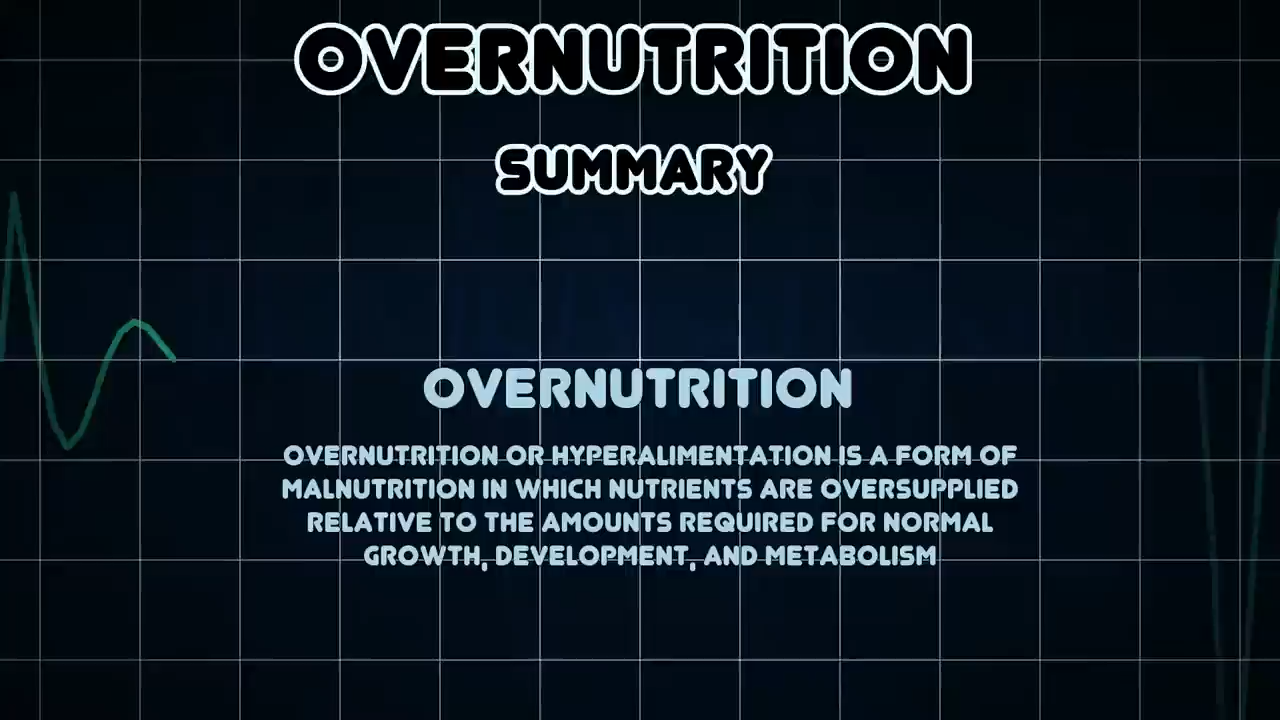 OVERNUTRITION
SUMMARY
OVERNUTRITION
OVERNUTRITION OR HYPERALIMENTATION IS A FORM OF
MALNUTRITION IN WHICH NUTRIENTS ARE OVERSUPPLIED
RELATIVE TO THE AMOUNTS REQUIRED FOR NORMAL
GROWTH, DEVELOPMENT, AND METABOLISM